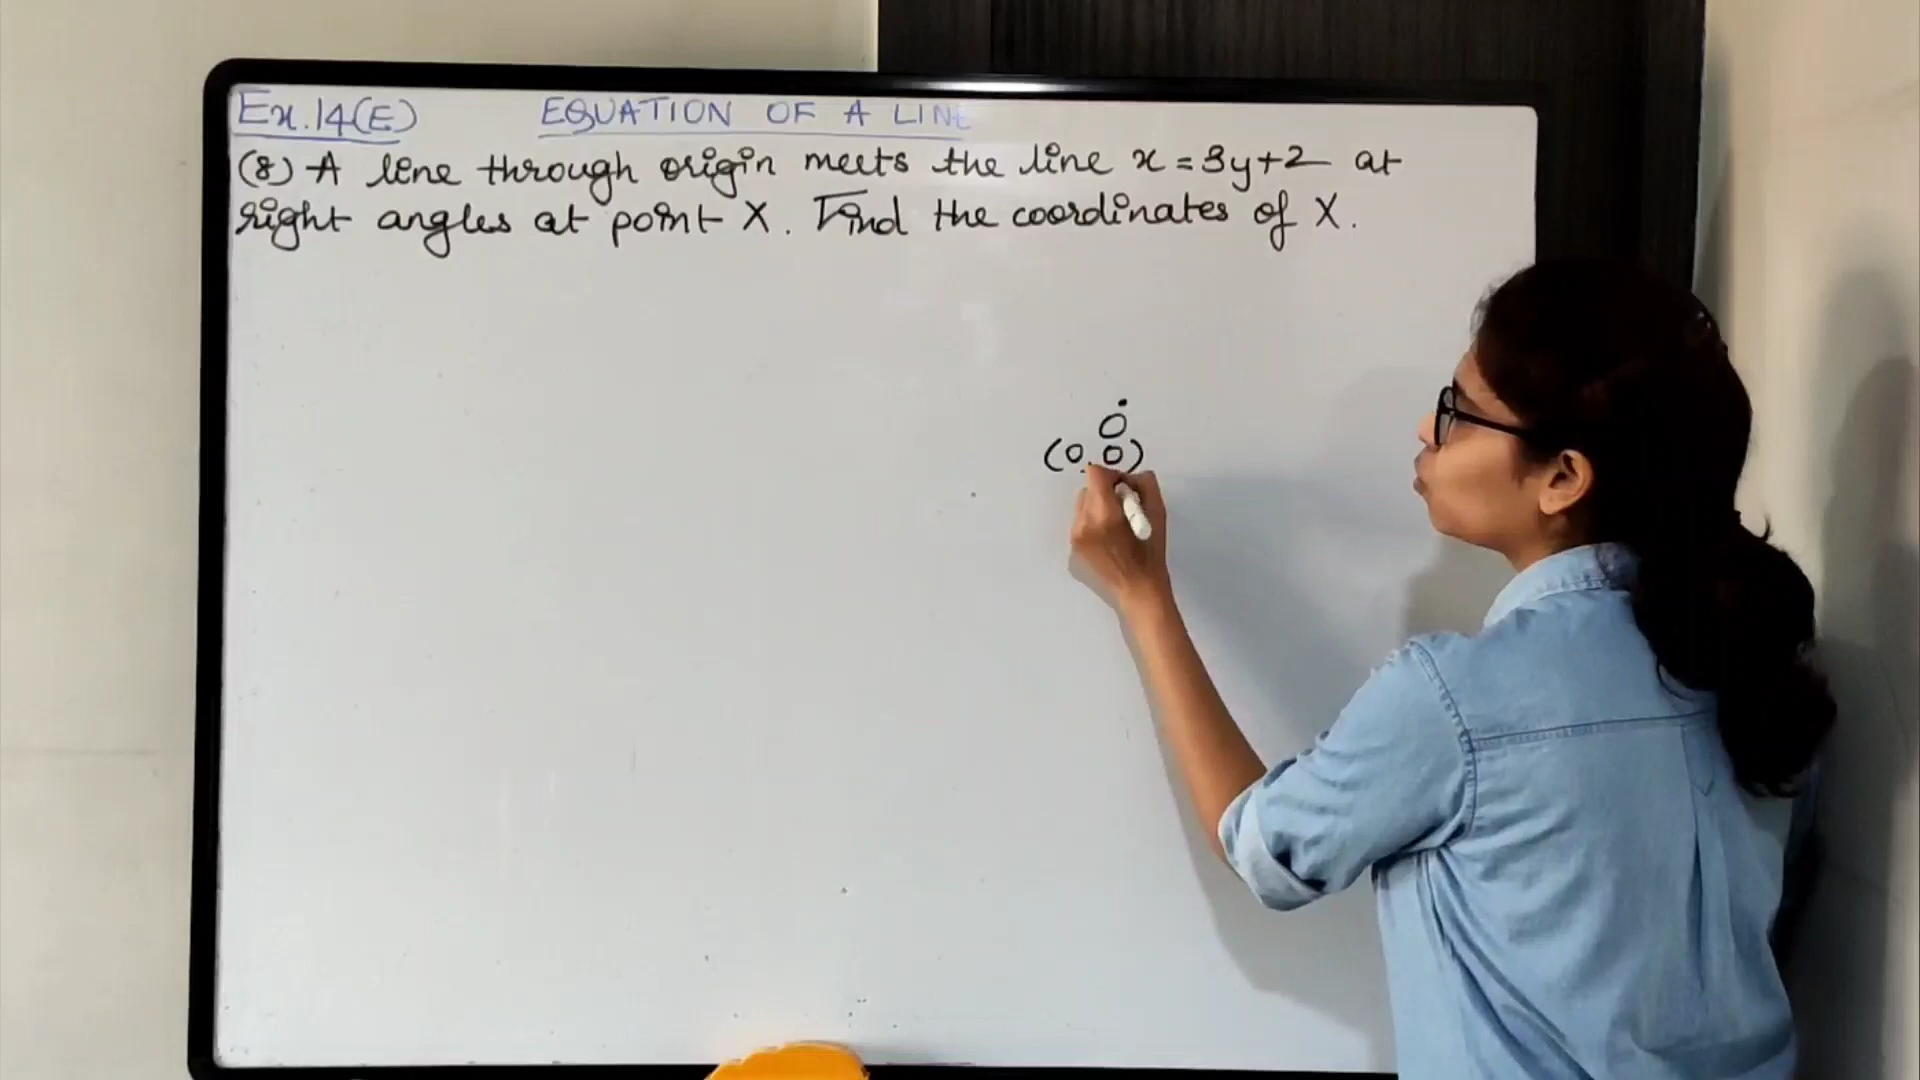 Ex.14(E) EQUATION OF A LINE
(8) A line through origin meets the line x = 3y+2 at
right angles at point X. Find the coordinates of X.
O
(0,0)